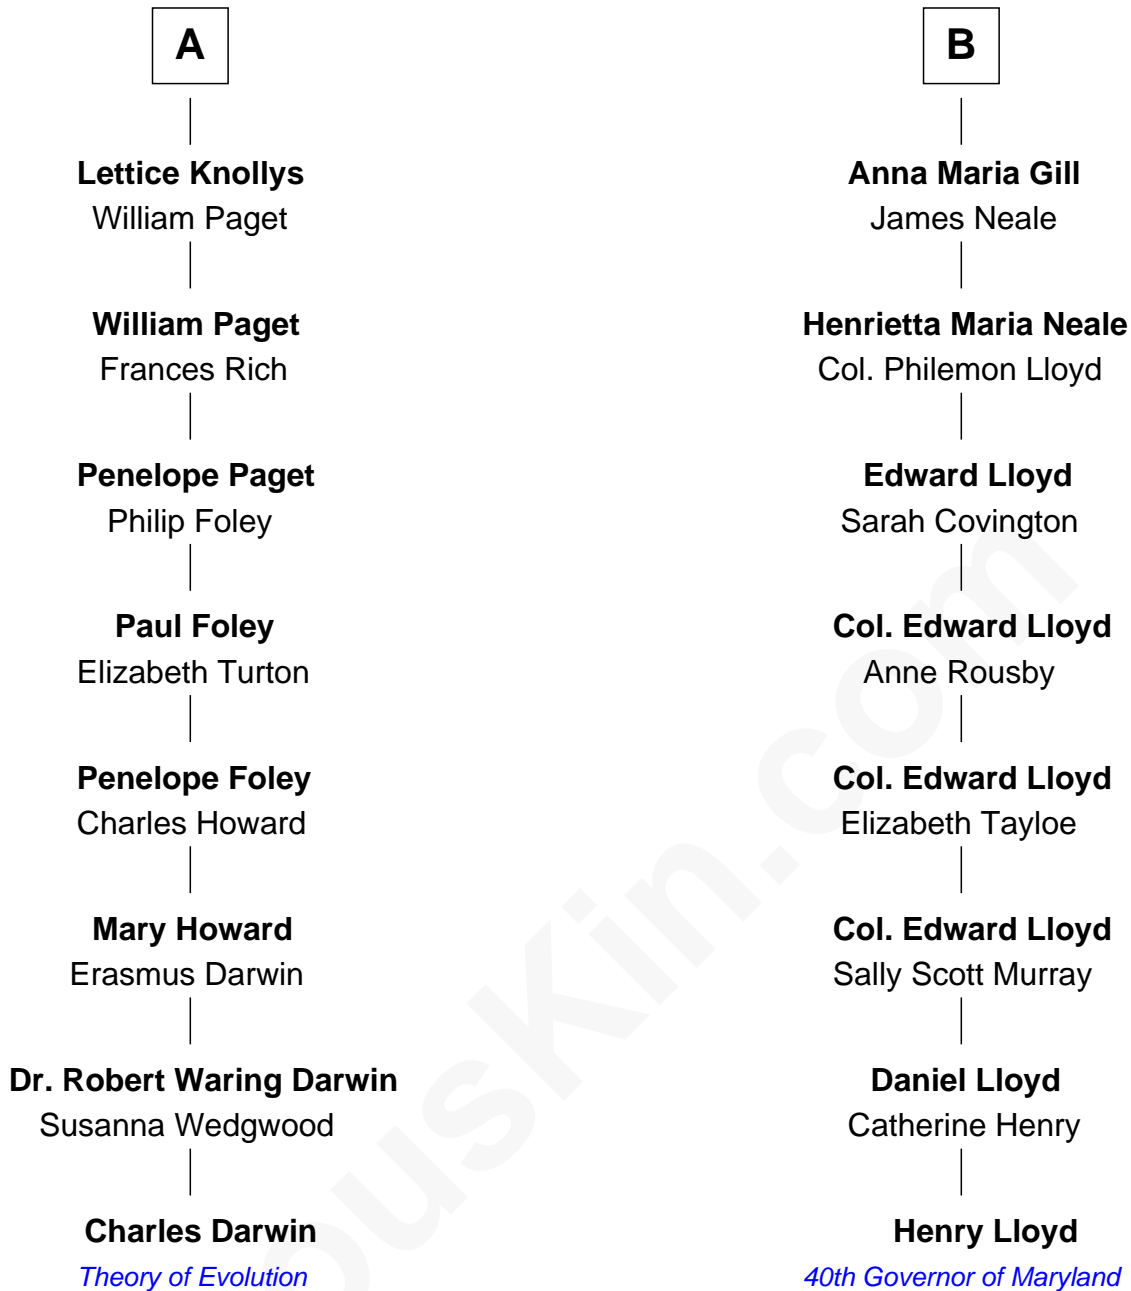 A
Lettice Knollys
William Paget
William Paget
Frances Rich
Penelope Paget
Philip Foley
Paul Foley
Elizabeth Turton
Penelope Foley
Charles Howard
Mary Howard
Erasmus Darwin
Dr. Robert Waring Darwin
Susanna Wedgwood
Charles Darwin
Theory of Evolution
B
Anna Maria Gill
James Neale
Henrietta Maria Neale
Col. Philemon Lloyd
Edward Lloyd
Sarah Covington
Col. Edward Lloyd
Anne Rousby
Col. Edward Lloyd
Elizabeth Tayloe
Col. Edward Lloyd
Sally Scott Murray
Daniel Lloyd
Catherine Henry
Henry Lloyd
40th Governor of Maryland